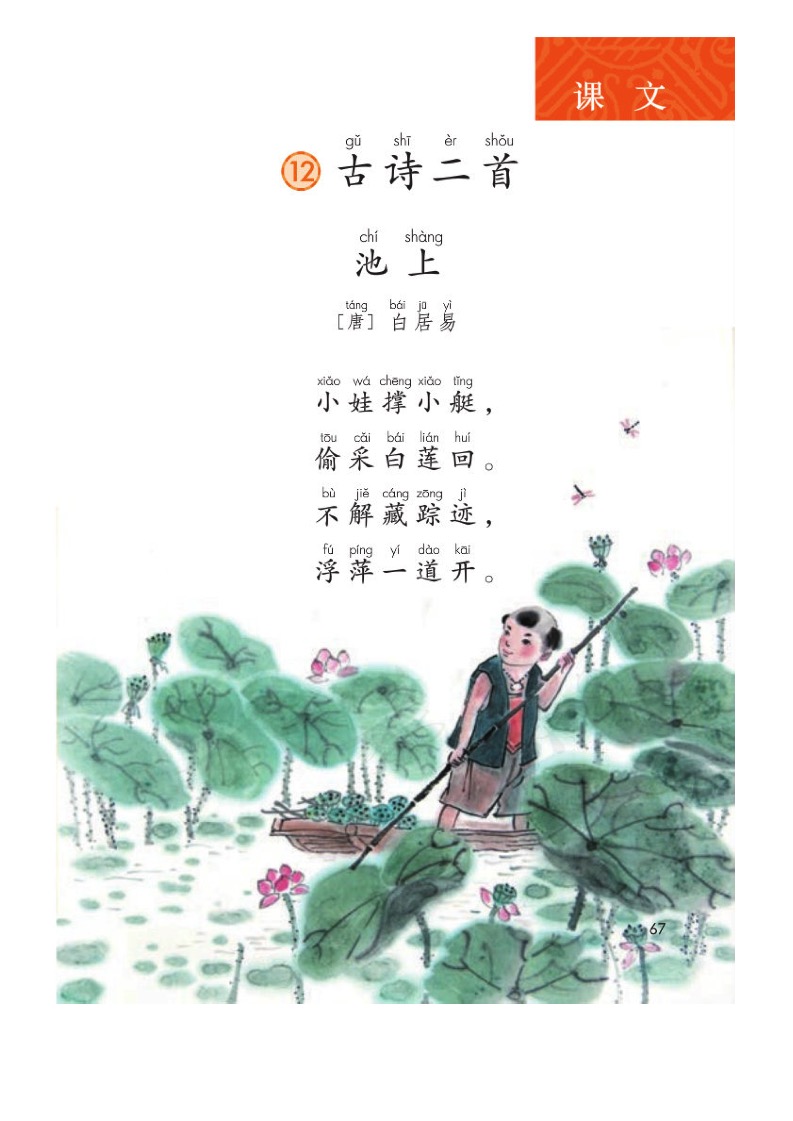 课 文
gǔ shī èr shǒu
12 古诗二首
chí shàng
池 上
táng bái jū yì
［唐］白居易
xiǎo wá chēng xiǎo tǐng
小娃撑小艇，
tōu cǎi bái lián huí
偷采白莲回。
bù jiě cáng zōng jì
不解藏踪迹，
fú píng yí dào kāi
浮萍一道开。
67